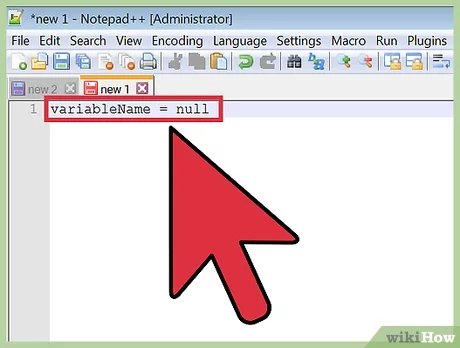 *new 1 - Notepad++ [Administrator]
File Edit Search View Encoding Language Settings Macro Run Plugins
new 2 new 1
1 variableName = null
wikiHow